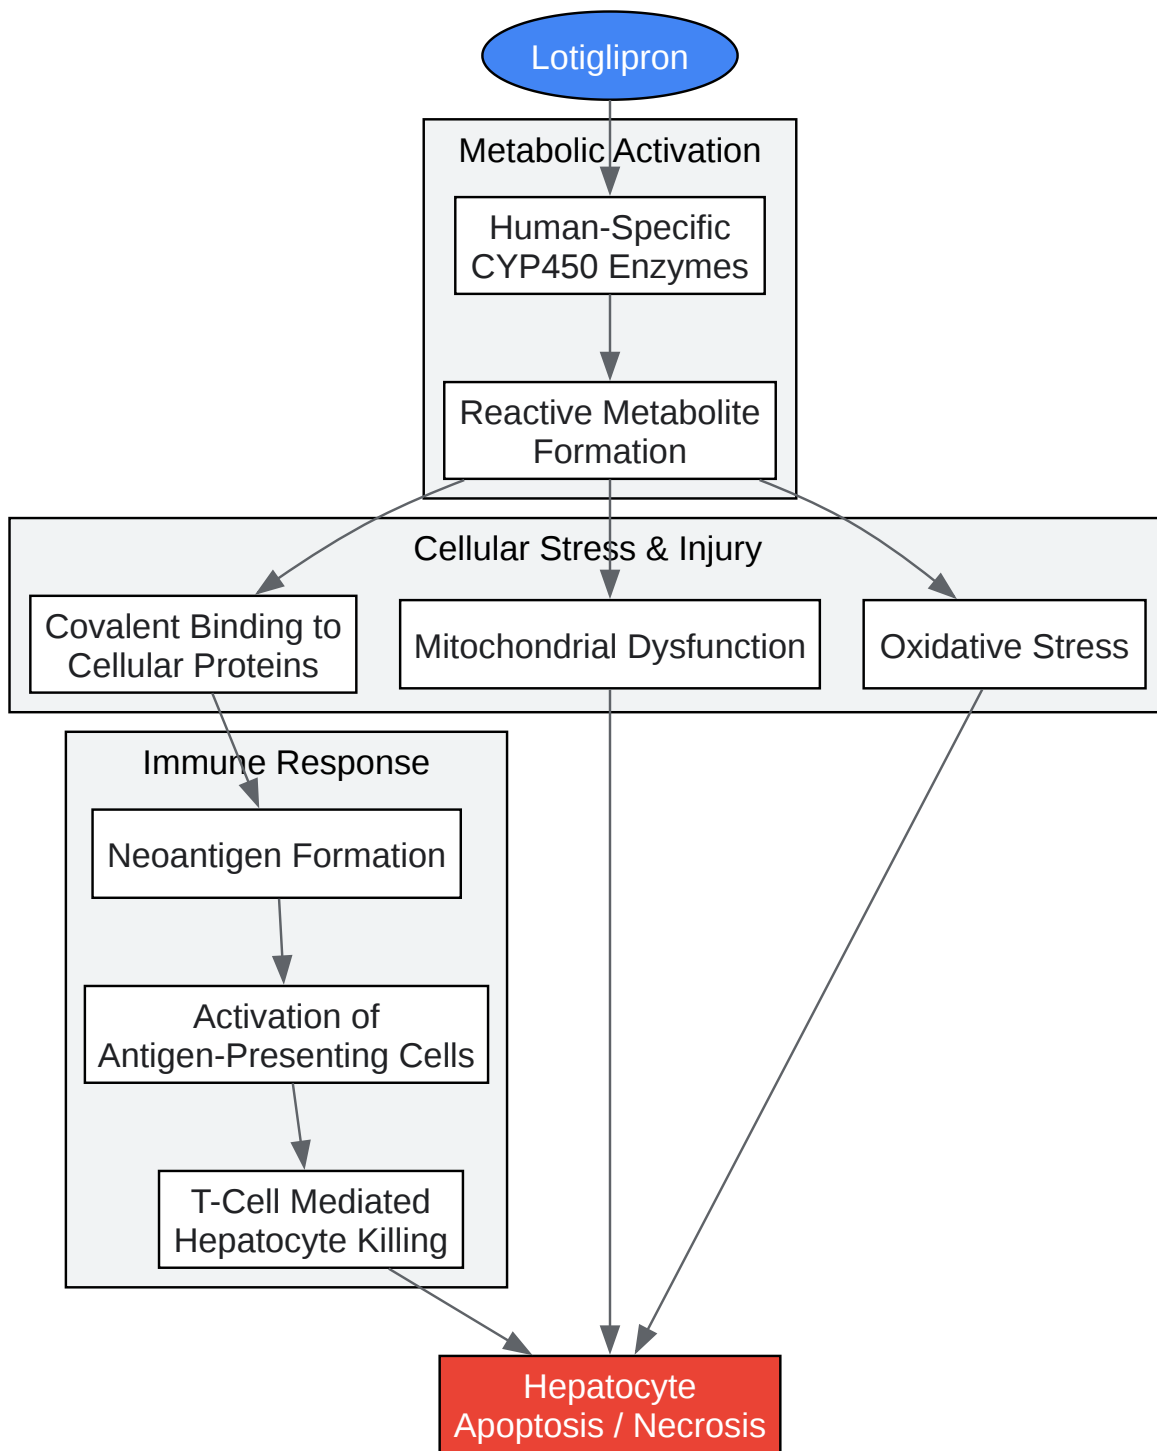 Lotiglipron
Metabolic Activation
Human-Specific
CYP450 Enzymes
Reactive Metabolite
Formation
Cellular Stress & Injury
Covalent Binding to
Cellular Proteins
Mitochondrial Dysfunction
Oxidative Stress
Immune Response
Neoantigen Formation
Activation of
Antigen-Presenting Cells
T-Cell Mediated
Hepatocyte Killing
Hepatocyte
Apoptosis / Necrosis